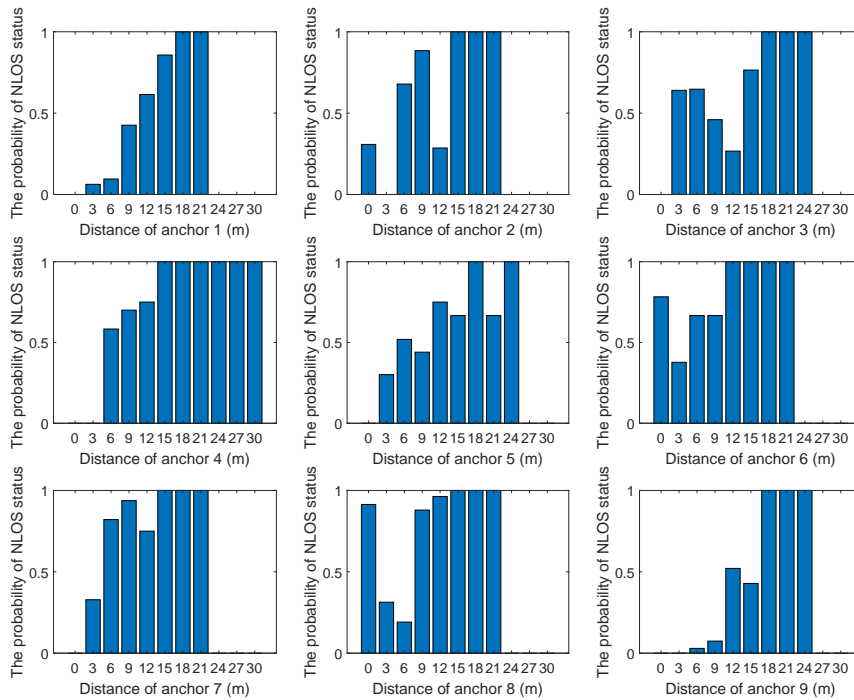 The probability of NLOS status
1
0.5
0
0 3 6 9 12 15 18 21 24 27 30
Distance of anchor 1 (m)
The probability of NLOS status
1
0.5
0
0 3 6 9 12 15 18 21 24 27 30
Distance of anchor 2 (m)
The probability of NLOS status
1
0.5
0
0 3 6 9 12 15 18 21 24 27 30
Distance of anchor 3 (m)
The probability of NLOS status
1
0.5
0
0 3 6 9 12 15 18 21 24 27 30
Distance of anchor 4 (m)
The probability of NLOS status
1
0.5
0
0 3 6 9 12 15 18 21 24 27 30
Distance of anchor 5 (m)
The probability of NLOS status
1
0.5
0
0 3 6 9 12 15 18 21 24 27 30
Distance of anchor 6 (m)
The probability of NLOS status
1
0.5
0
0 3 6 9 12 15 18 21 24 27 30
Distance of anchor 7 (m)
The probability of NLOS status
1
0.5
0
0 3 6 9 12 15 18 21 24 27 30
Distance of anchor 8 (m)
The probability of NLOS status
1
0.5
0
0 3 6 9 12 15 18 21 24 27 30
Distance of anchor 9 (m)